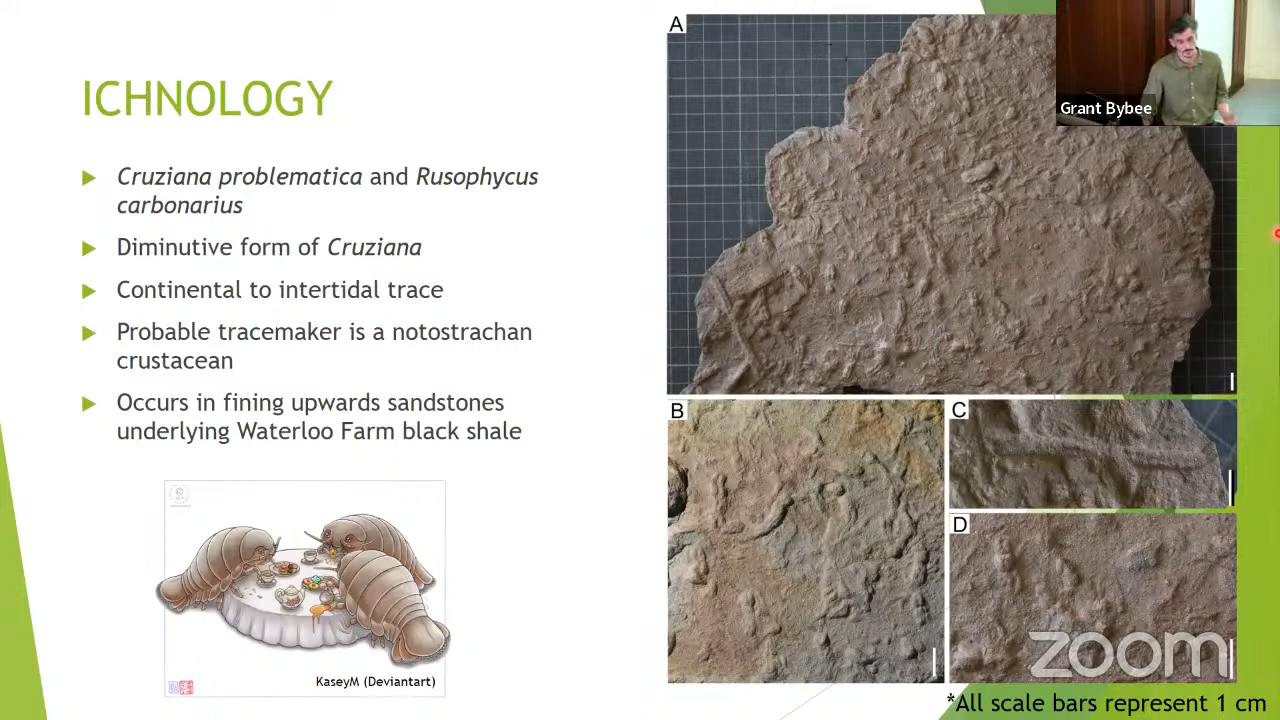 ICHNOLOGY
Cruziana problematica and Rusophycus
carbonarius
Diminutive form of Cruziana
Continental to intertidal trace
Probable tracemaker is a notostrachan
crustacean
Occurs in fining upwards sandstones
underlying Waterloo Farm black shale
KaseyM (Deviantart)
A
B
C
D
Grant Bybee
zoom
*All scale bars represent 1 cm